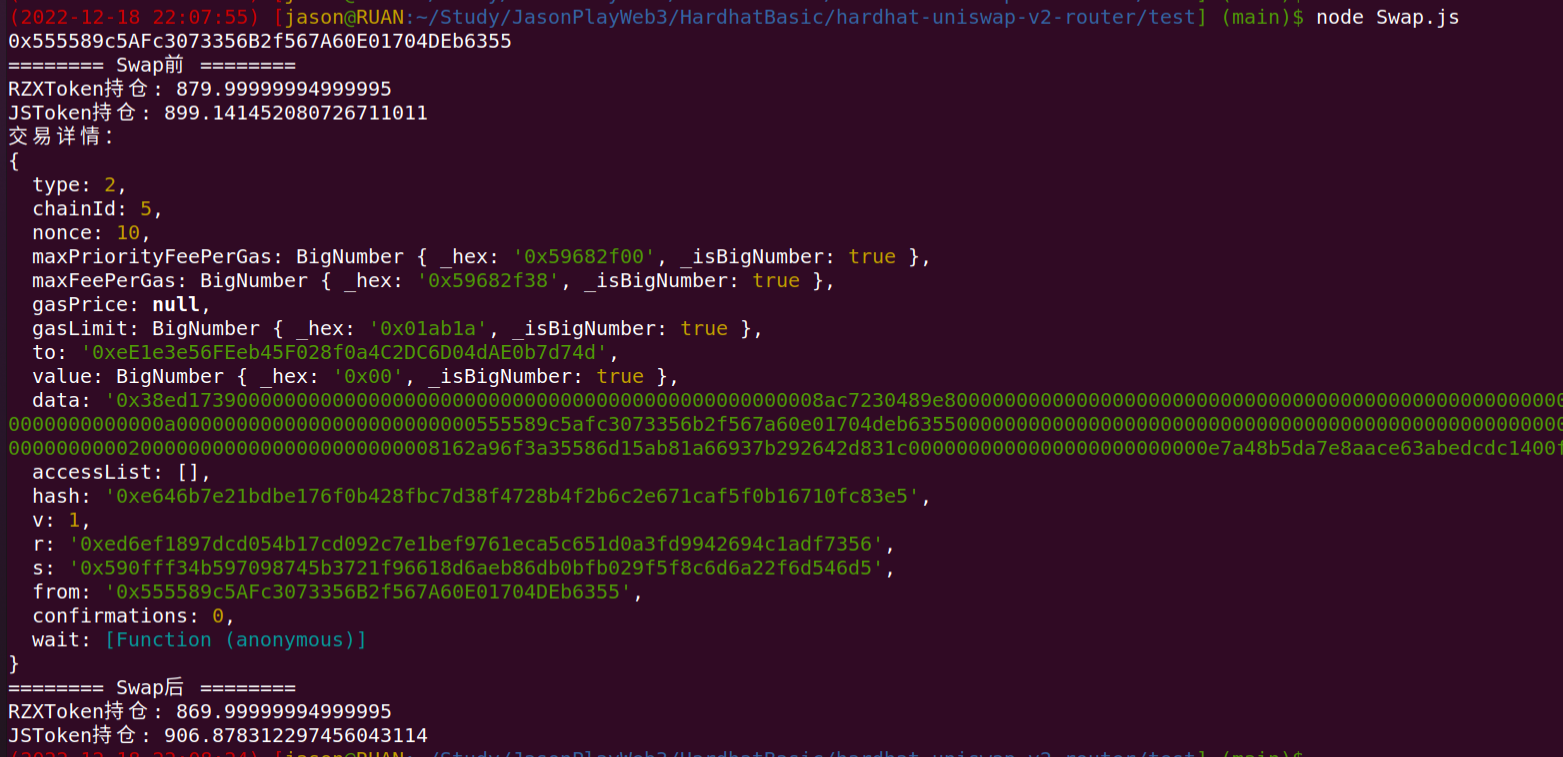 (2022-12-18 22:07:55) [jason@RUAN:~/Study/JasonPlayWeb3/HardhatBasic/hardhat-uniswap-v2-router/test] (main)$ node Swap.js
0x555589c5AFc3073356B2f567A60E01704DEb6355
======== Swap前 ========
RZXToken持仓: 879.99999994999995
JSToken持仓: 899.141452080726711011
交易详情:
{
  type: 2,
  chainId: 5,
  nonce: 10,
  maxPriorityFeePerGas: BigNumber { _hex: '0x59682f00', _isBigNumber: true },
  maxFeePerGas: BigNumber { _hex: '0x59682f38', _isBigNumber: true },
  gasPrice: null,
  gasLimit: BigNumber { _hex: '0x01ab1a', _isBigNumber: true },
  to: '0xeE1e3e56FEeb45F028f0a4C2DC6D04dAE0b7d74d',
  value: BigNumber { _hex: '0x00', _isBigNumber: true },
  data:
  accessList: [],
  hash: '0xe646b7e21bdbe176f0b428fbc7d38f4728b4f2b6c2e671caf5f0b16710fc83e5',
  v: 1,
  r: '0xed6ef1897dcd054b17cd092c7e1bef9761eca5c651d0a3fd9942694c1adf7356',
  s: '0x590fff34b597098745b3721f96618d6aeb86db0bfb029f5f8c6d6a22f6d546d5',
  from: '0x555589c5AFc3073356B2f567A60E01704DEb6355',
  confirmations: 0,
  wait: [Function (anonymous)]
}
======== Swap后 ========
RZXToken持仓: 869.99999994999995
JSToken持仓: 906.878312297456043114